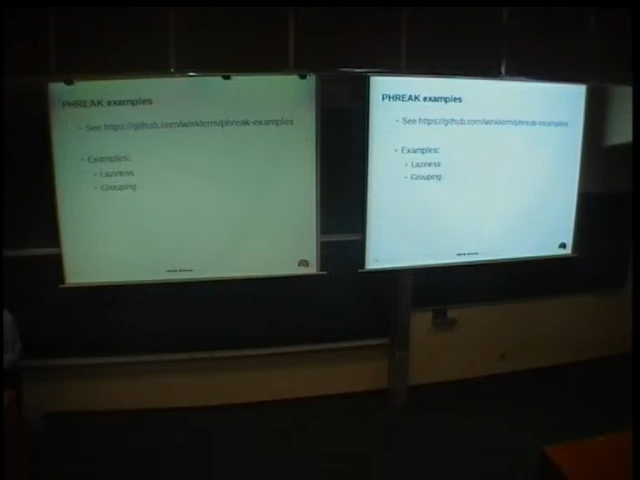 PHREAK examples
See https://github.com/winklerm/phreak-examples
Examples:
Laziness
Grouping
PHREAK examples
See https://github.com/winklerm/phreak-examples
Examples:
Laziness
Grouping